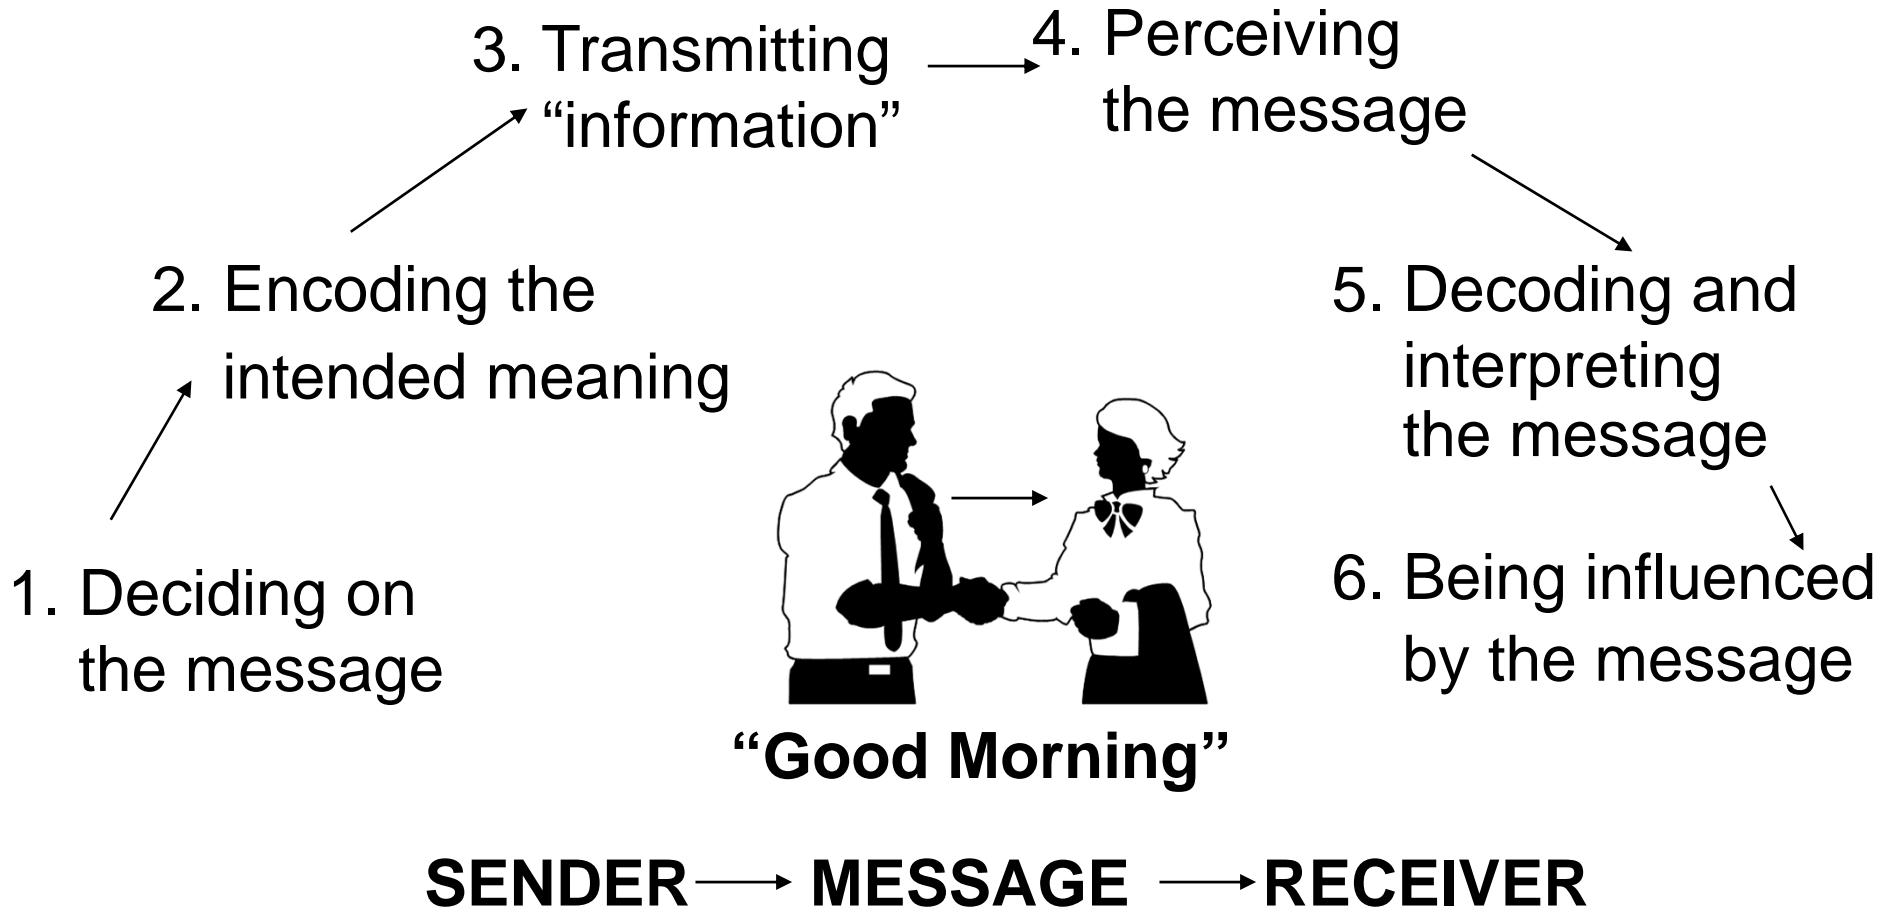 1. Deciding on
the message
2. Encoding the
intended meaning
3. Transmitting
“information”
4. Perceiving
the message
5. Decoding and
interpreting
the message
6. Being influenced
by the message
“Good Morning”
SENDER MESSAGE RECEIVER